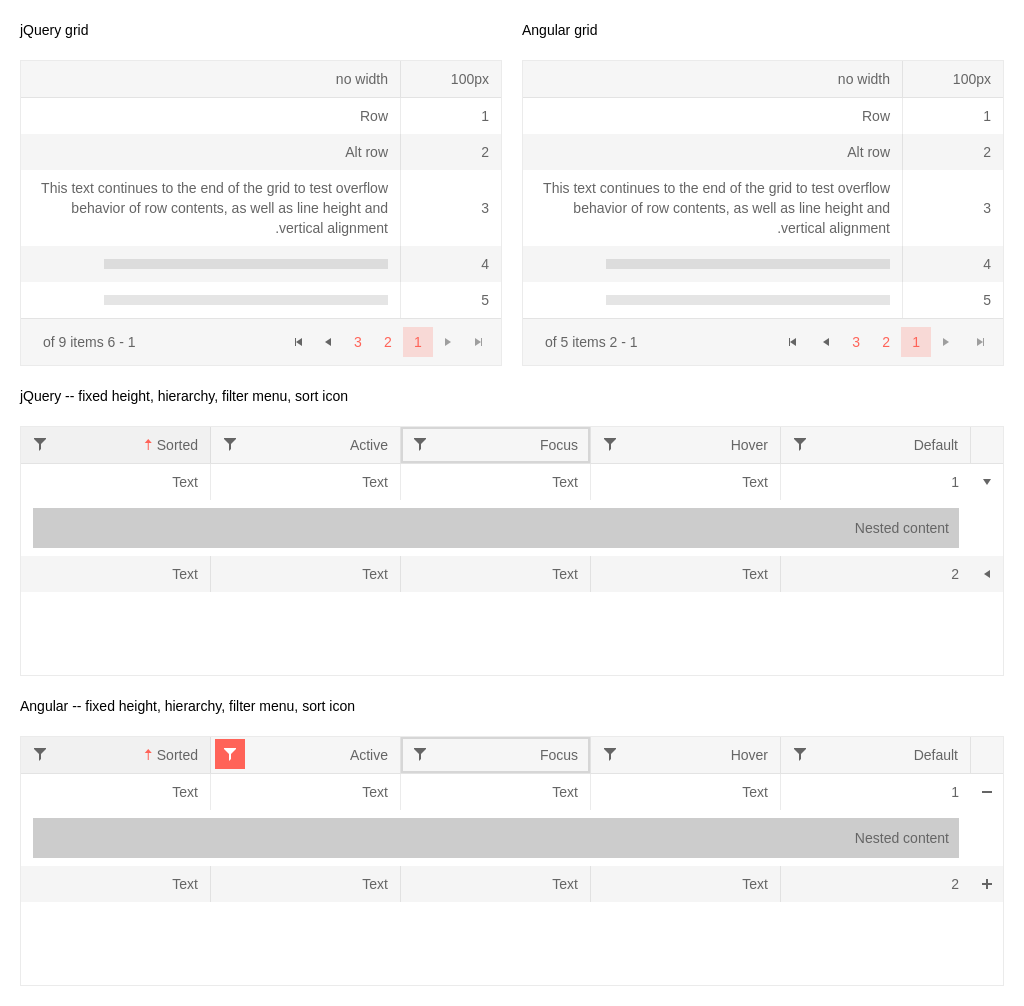 jQuery grid
Angular grid
no width 100px
Row 1
Alt row 2
This text continues to the end of the grid to test overflow
behavior of row contents, as well as line height and
.vertical alignment
3
4
5
of 9 items 6 - 1 3 2 1
no width 100px
Row 1
Alt row 2
This text continues to the end of the grid to test overflow
behavior of row contents, as well as line height and
.vertical alignment
3
4
5
of 5 items 2 - 1 3 2 1
jQuery -- fixed height, hierarchy, filter menu, sort icon
Sorted Active Focus Hover Default
Text Text Text Text 1
Nested content
Text Text Text Text 2
Angular -- fixed height, hierarchy, filter menu, sort icon
Sorted Active Focus Hover Default
Text Text Text Text 1
Nested content
Text Text Text Text 2